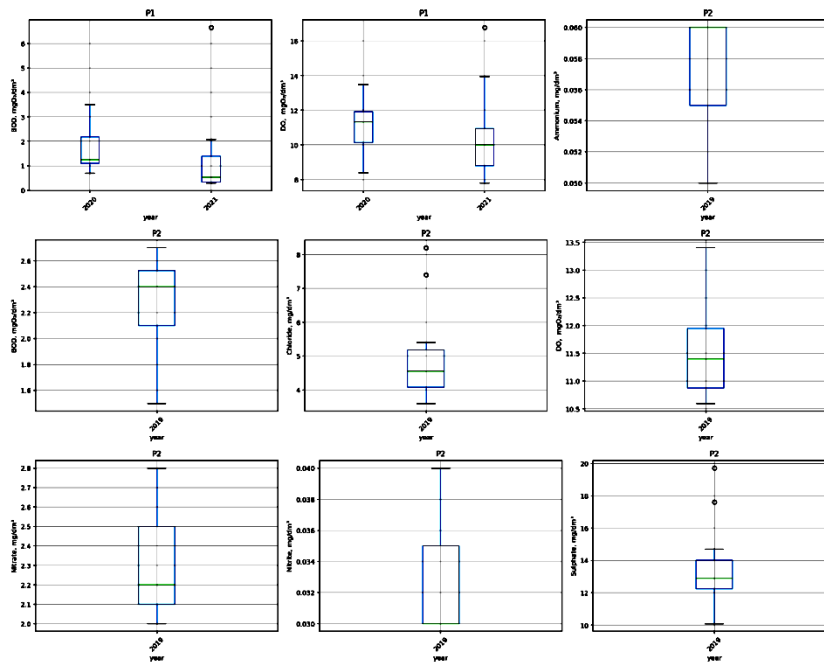 P1
BOD, mgO₂/dm³
6
5
4
3
2
1
0
2020
2021
year
P1
DO, mgO₂/dm³
16
14
12
10
8
2020
2021
year
P2
Ammonium, mg/dm³
0.060
0.058
0.056
0.054
0.052
0.050
2019
year
P2
BOD, mgO₂/dm³
2.6
2.4
2.2
2.0
1.8
1.6
2019
year
P2
Chloride, mg/dm³
8
7
6
5
4
2019
year
P2
DO, mgO₂/dm³
13.5
13.0
12.5
12.0
11.5
11.0
10.5
2019
year
P2
Nitrate, mg/dm³
2.8
2.7
2.6
2.5
2.4
2.3
2.2
2.1
2.0
2019
year
P2
Nitrite, mg/dm³
0.040
0.038
0.036
0.034
0.032
0.030
2019
year
P2
Sulphate, mg/dm³
20
18
16
14
12
10
2019
year